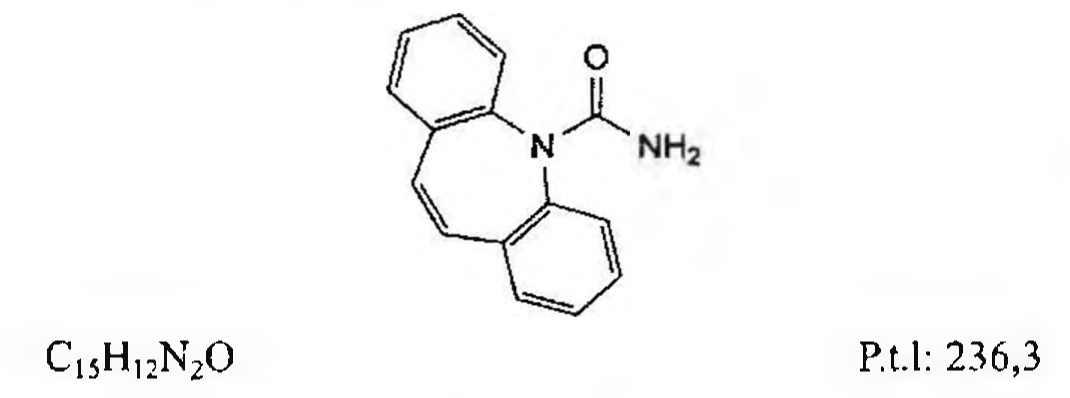 O
N
NH₂
C₁₅H₁₂N₂O
P.t.l: 236,3